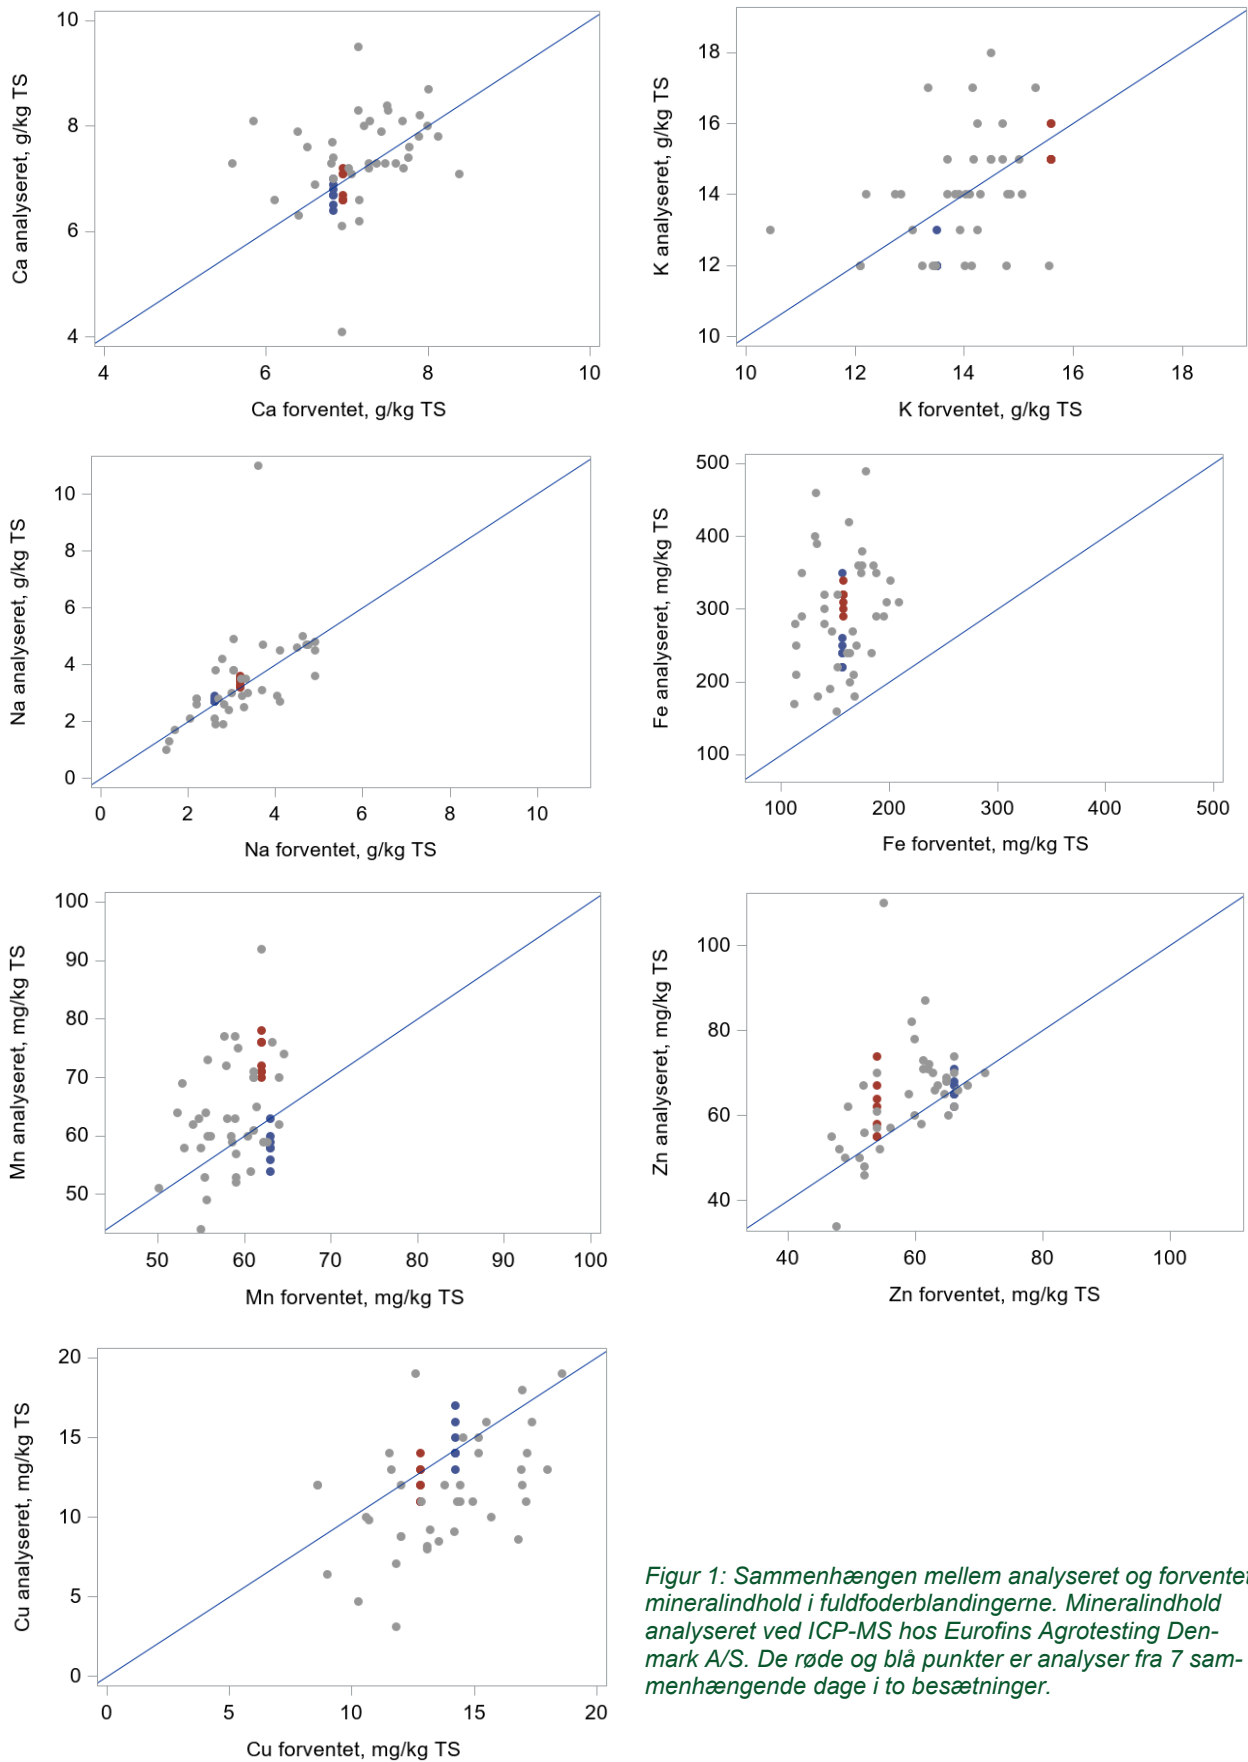 10
8
6
4
Ca analyseret, g/kg TS
4 6 8 10
Ca forventet, g/kg TS
18
16
14
12
10
K analyseret, g/kg TS
10 12 14 16 18
K forventet, g/kg TS
10
8
6
4
2
0
Na analyseret, g/kg TS
0 2 4 6 8 10
Na forventet, g/kg TS
500
400
300
200
100
Fe analyseret, mg/kg TS
100 200 300 400 500
Fe forventet, mg/kg TS
100
90
80
70
60
50
Mn analyseret, mg/kg TS
50 60 70 80 90 100
Mn forventet, mg/kg TS
100
80
60
40
Zn analyseret, mg/kg TS
40 60 80 100
Zn forventet, mg/kg TS
20
15
10
5
0
Cu analyseret, mg/kg TS
0 5 10 15 20
Cu forventet, mg/kg TS
Figur 1: Sammenhængen mellem analyseret og forventet
mineralindhold i fuldfoderblandingerne. Mineralindhold
analyseret ved ICP-MS hos Eurofins Agrotesting Den-
mark A/S. De røde og blå punkter er analyser fra 7 sam-
menhængende dage i to besætninger.